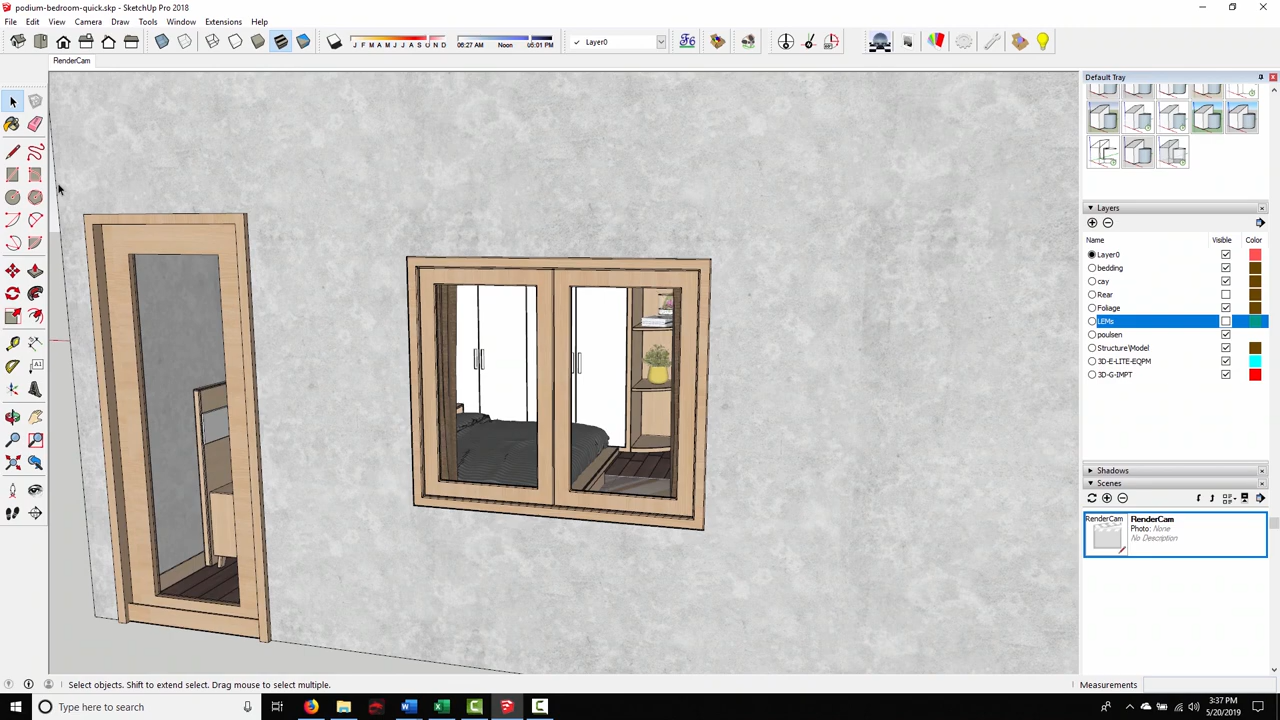 podium-bedroom-quick.skp - SketchUp Pro 2018
File Edit View Camera Draw Tools Window Extensions Help
J F M A M J J A S O N D
06:27 AM Noon 05:01 PM
Layer0
RenderCam
Default Tray
Layers
Name Visible Color
Layer0
bedding
cay
Rear
Foliage
LEMs
poulsen
Structure\Model
3D-E-LITE-EQPM
3D-G-IMPT
Shadows
Scenes
RenderCam
RenderCam
Photo: None
No Description
Select objects. Shift to extend select. Drag mouse to select multiple.
Measurements
Type here to search
3:37 PM
5/20/2019